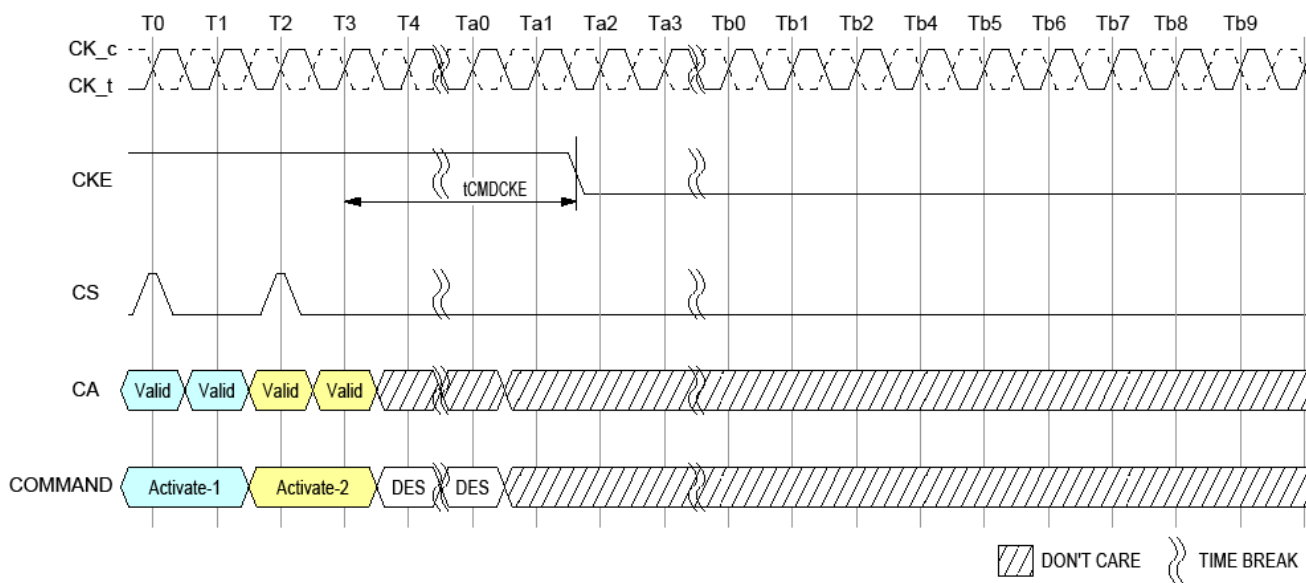 T0 T1 T2 T3 T4 Ta0 Ta1 Ta2 Ta3 Tb0 Tb1 Tb2 Tb4 Tb5 Tb6 Tb7 Tb8 Tb9
CK_c
CK_t
CKE
tCMDCKE
CS
CA Valid Valid Valid Valid
COMMAND Activate-1 Activate-2 DES DES
DON'T CARE TIME BREAK